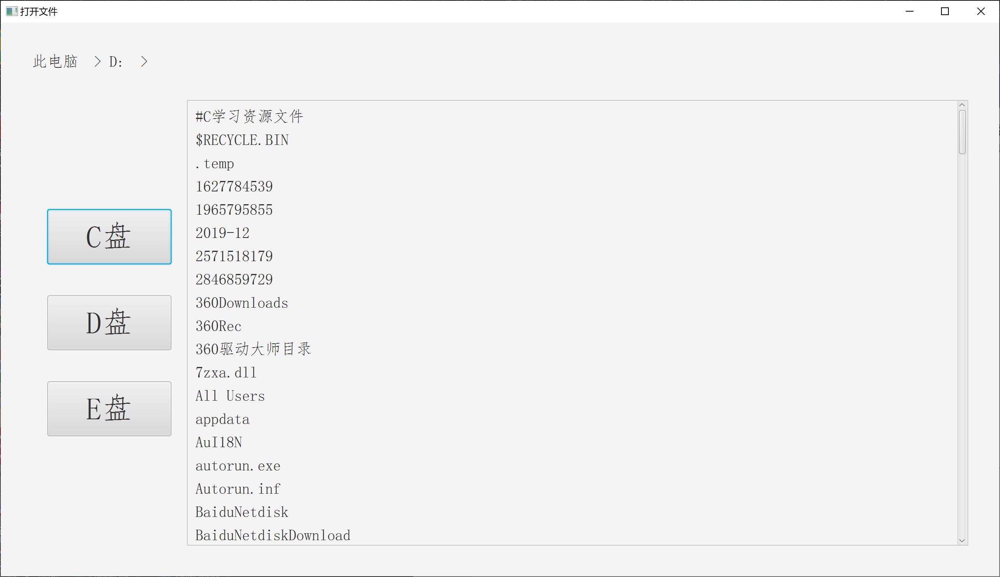 打开文件
此电脑 > D: >
#C学习资源文件
$RECYCLE.BIN
.temp
1627784539
1965795855
2019-12
2571518179
2846859729
360Downloads
360Rec
360驱动大师目录
7zxa.dll
All Users
appdata
AuI18N
autorun.exe
Autorun.inf
BaiduNetdisk
BaiduNetdiskDownload
C盘
D盘
E盘